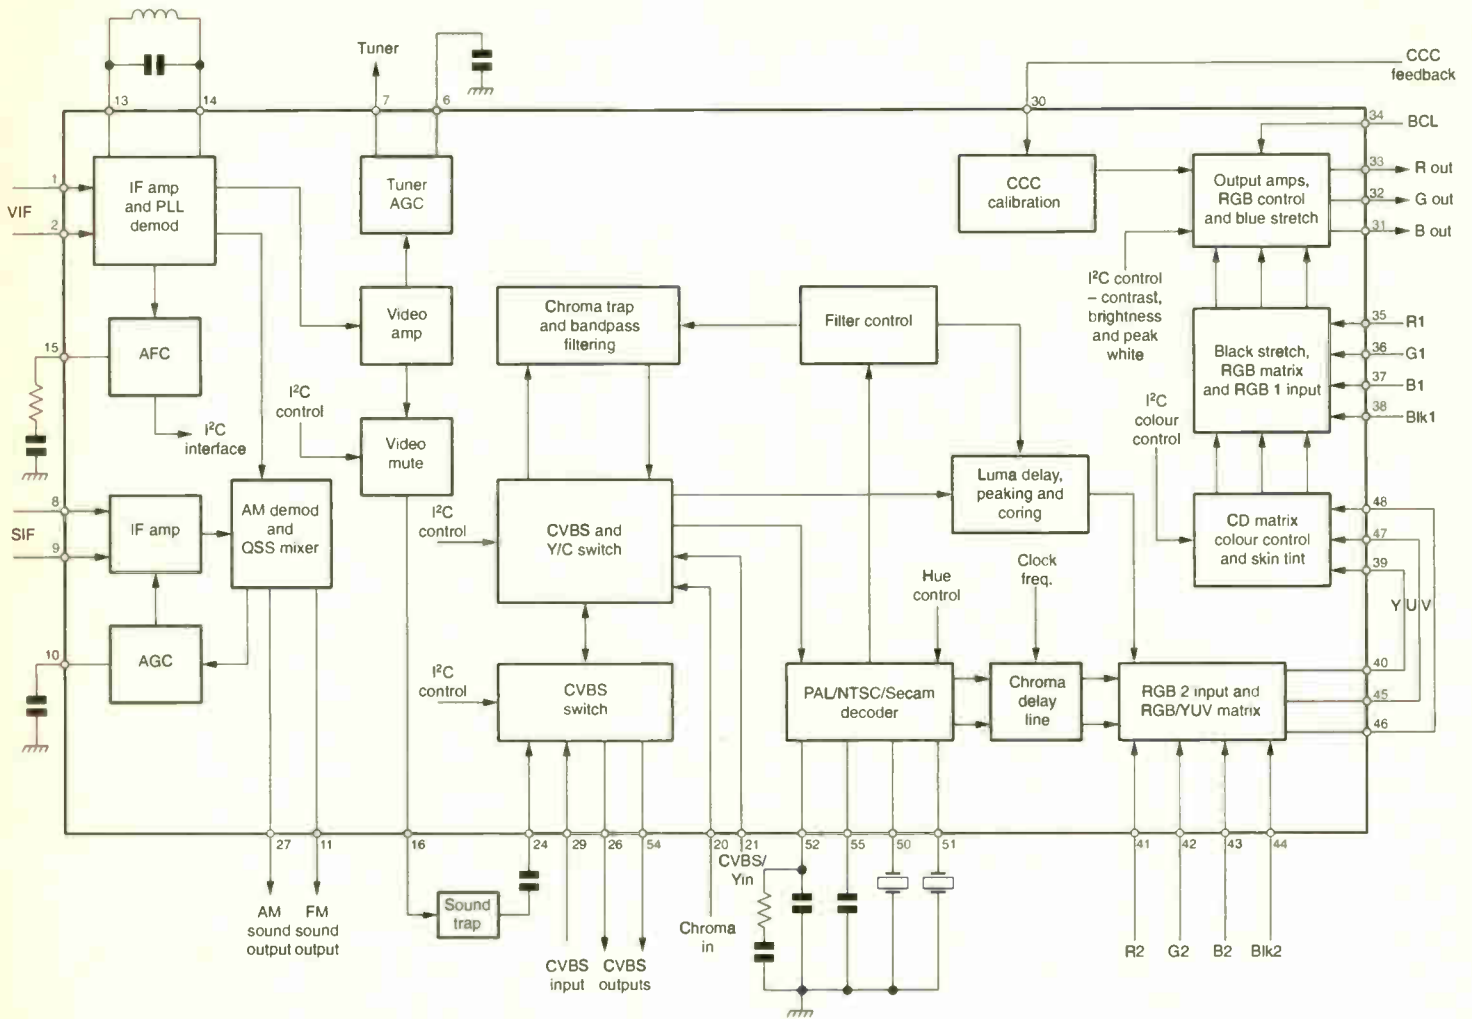 Tuner
CCC
feedback
13
14
7
6
30
34
BCL
1
VIF
2
IF amp
and PLL
demod
Tuner
AGC
CCC
calibration
Output amps,
RGB control
and blue stretch
33
R out
32
G out
31
B out
I²C control
– contrast,
brightness
and peak
white
Chroma trap
and bandpass
filtering
Filter control
Video
amp
AFC
15
I²C
interface
I²C
control
Video
mute
Black stretch,
RGB matrix
and RGB 1 input
35
R1
36
G1
37
B1
38
Blk1
I²C
colour
control
8
SIF
9
IF amp
AM demod
and
QSS mixer
I²C
control
CVBS and
Y/C switch
Luma delay,
peaking and
coring
CD matrix
colour control
and skin tint
48
47
39
Y U V
Hue
control
Clock
freq.
10
AGC
I²C
control
CVBS
switch
PAL/NTSC/Secam
decoder
Chroma
delay
line
RGB 2 input and
RGB/YUV matrix
40
45
46
27
11
16
24
29
26
54
20
21
52
55
50
51
41
42
43
44
CVBS/
Yin
AM
sound
output
FM
sound
output
Sound
trap
CVBS
input
CVBS
outputs
Chroma
in
R2
G2
B2
Blk2